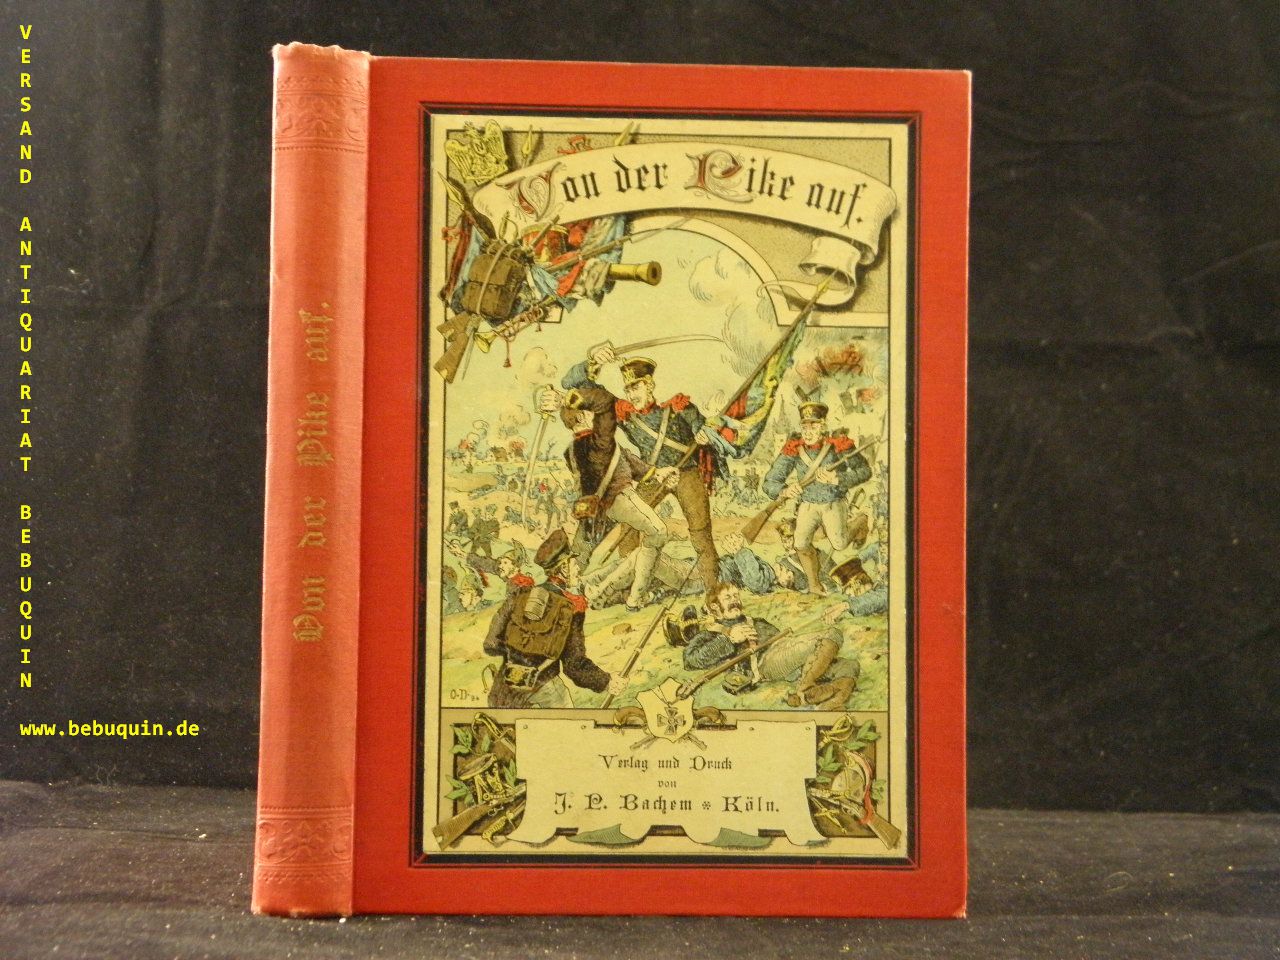 VERSAND ANTIQUARIAT BEBUQUIN
www.bebuquin.de
Von der Pike auf.
Von der Pike auf.
O.D.
Verlag und Druck
von
J. P. Bachem * Köln.